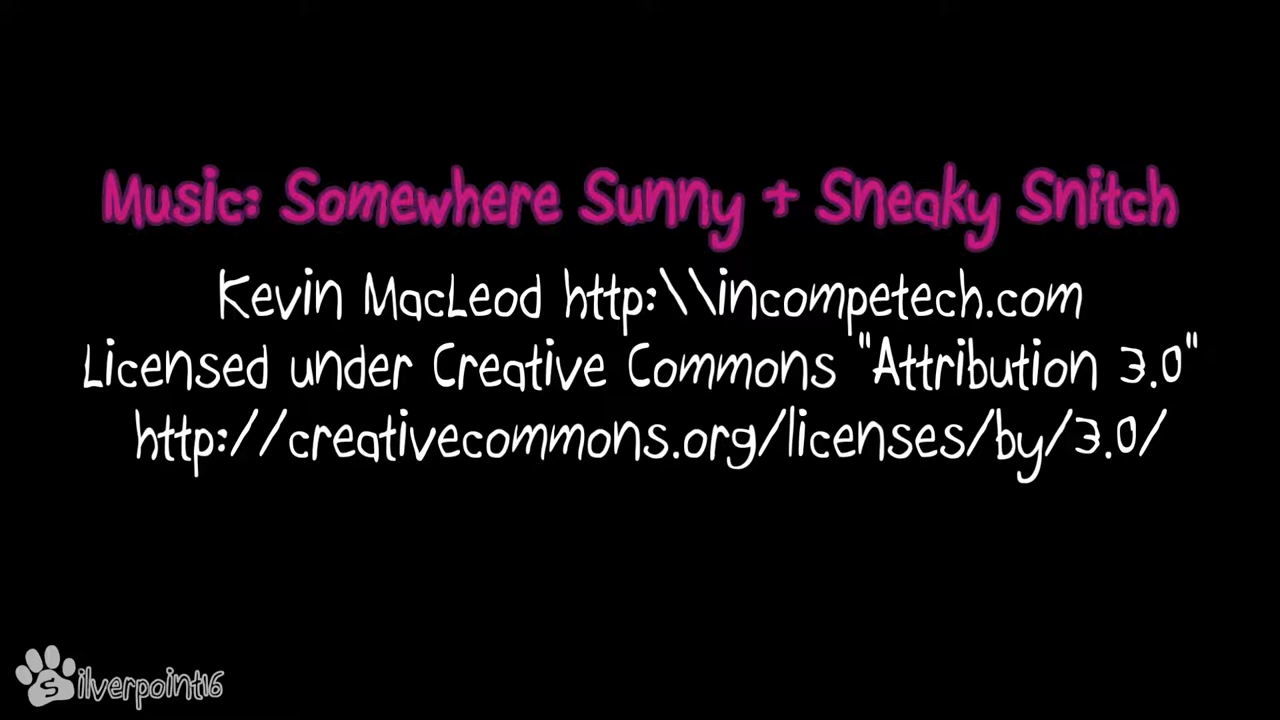 Music: Somewhere Sunny + Sneaky Snitch
Kevin MacLeod http:\\incompetech.com
Licensed under Creative Commons "Attribution 3.0"
http://creativecommons.org/licenses/by/3.0/
Silverpoint16